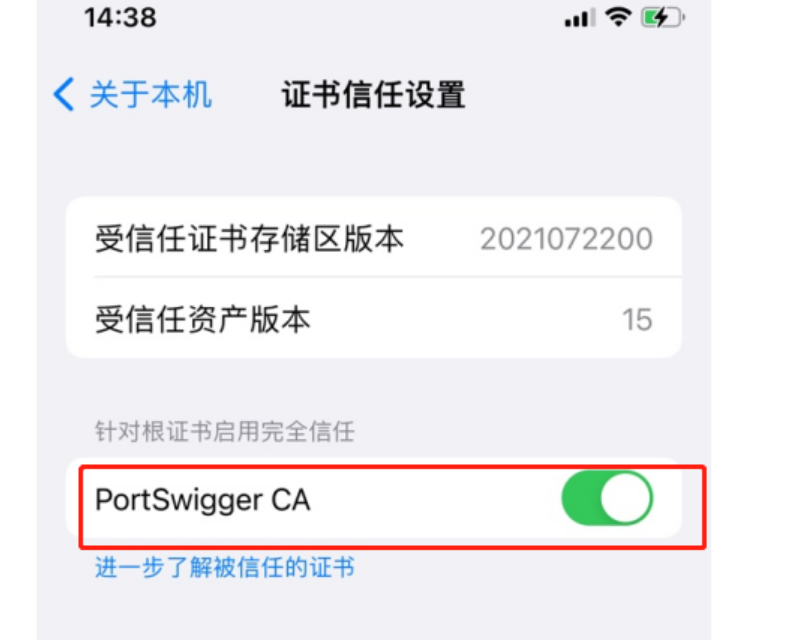 14:38
关于本机 证书信任设置
受信任证书存储区版本 2021072200
受信任资产版本 15
针对根证书启用完全信任
PortSwigger CA
进一步了解被信任的证书